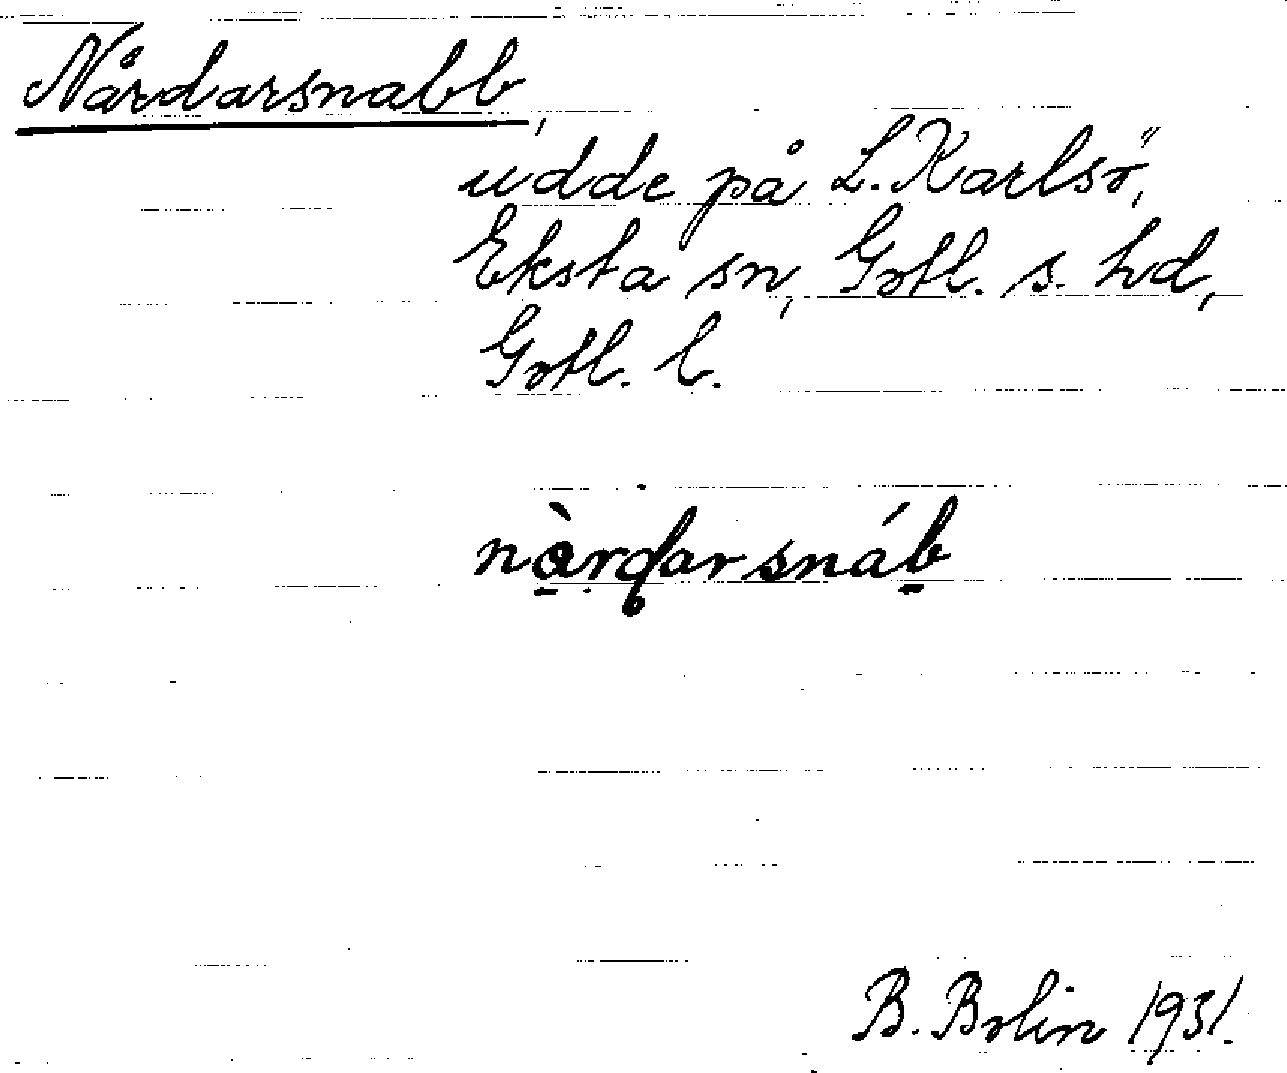 Nårdarsnabb,
udde på L. Karlsö,
Eksta sn, Gotl. s. hd,
Gotl. l.
nàrdarsnáb
B. Bolin 1931.